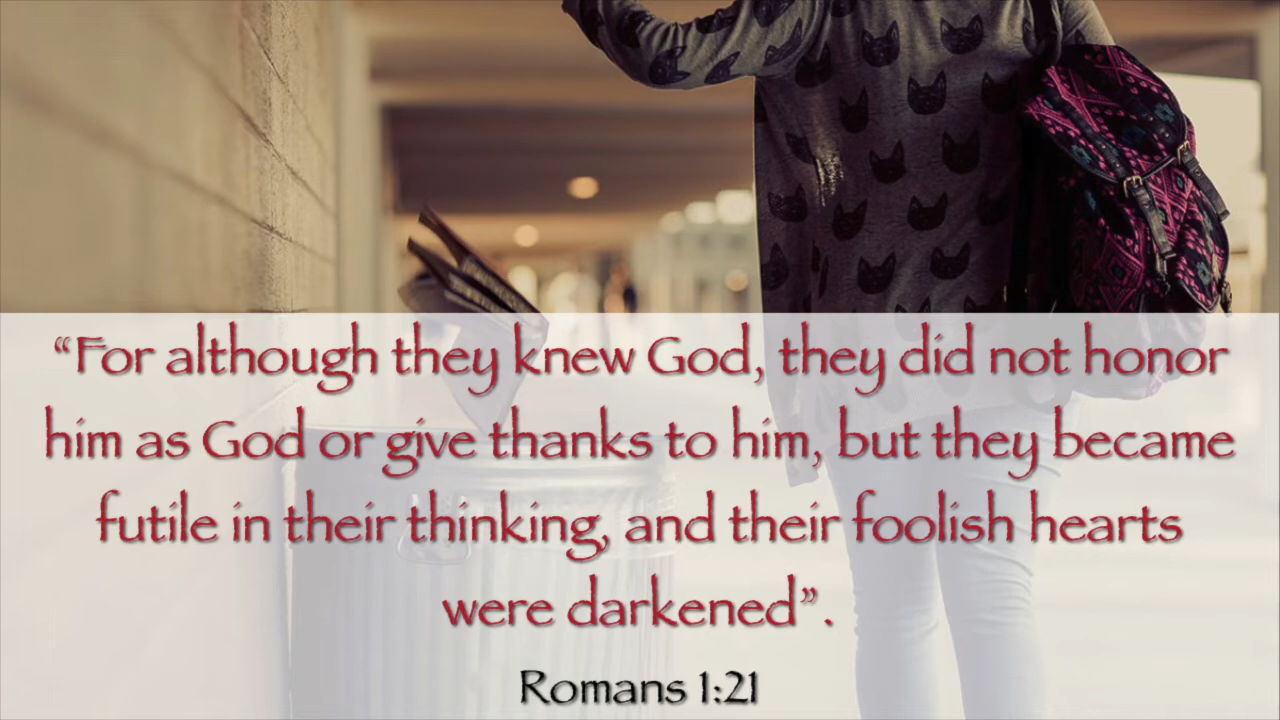 “For although they knew God, they did not honor
him as God or give thanks to him, but they became
futile in their thinking, and their foolish hearts
were darkened”.
Romans 1:21